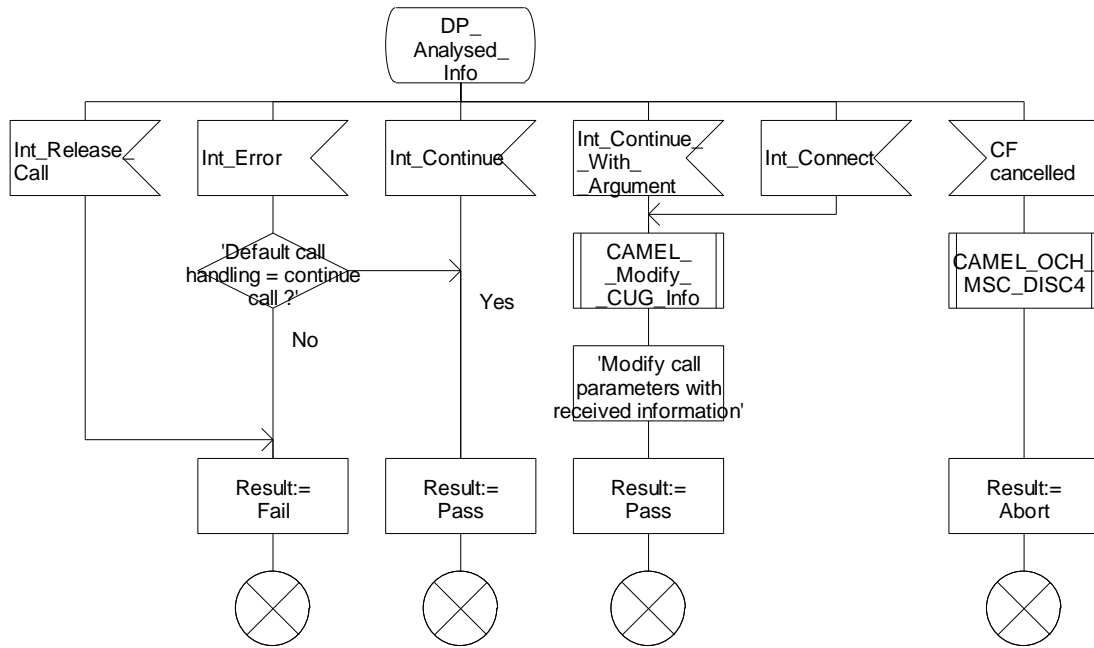 DP_
Analysed_
Info
Int_Release_
Call
Int_Error
Int_Continue
Int_Continue_
_With_
_Argument
Int_Connect
CF
cancelled
'Default call
handling = continue
call ?'
Yes
No
CAMEL_
_Modify_
_CUG_Info
CAMEL_OCH_
MSC_DISC4
'Modify call
parameters with
received information'
Result:=
Fail
Result:=
Pass
Result:=
Pass
Result:=
Abort